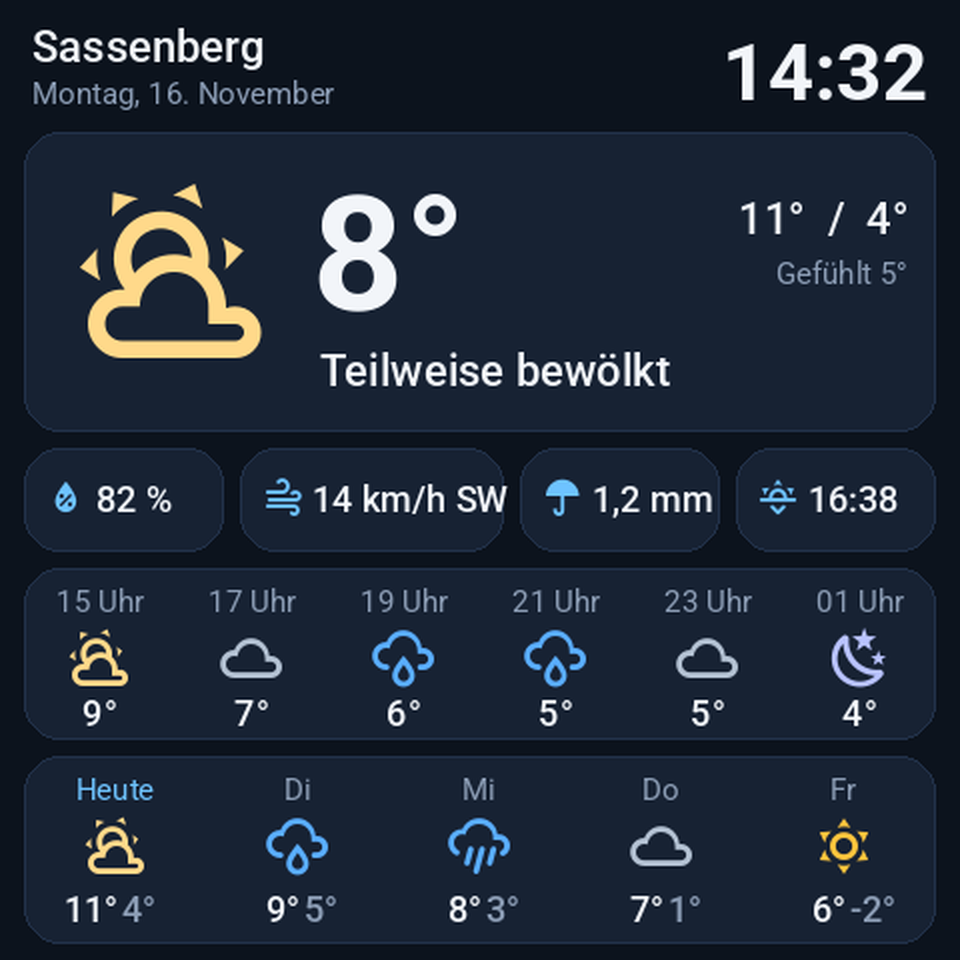 Sassenberg
Montag, 16. November
14:32
8°
11° / 4°
Gefühlt 5°
Teilweise bewölkt
82 %
14 km/h SW
1,2 mm
16:38
15 Uhr 17 Uhr 19 Uhr 21 Uhr 23 Uhr 01 Uhr
9° 7° 6° 5° 5° 4°
Heute Di Mi Do Fr
11° 4° 9° 5° 8° 3° 7° 1° 6° -2°